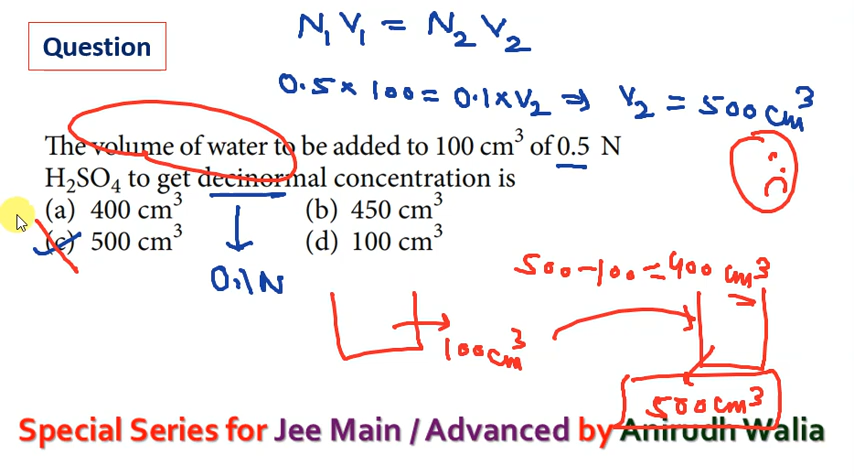 Question
N₁V₁ = N₂V₂
0.5 × 100 = 0.1 × V₂ ⇒ V₂ = 500 cm³
The volume of water to be added to 100 cm³ of 0.5 N
H₂SO₄ to get decinormal concentration is
(a) 400 cm³ (b) 450 cm³
(c) 500 cm³ (d) 100 cm³
0.1N
500-100=400 cm³
100 cm³
500 cm³
Special Series for Jee Main / Advanced by Anirudh Walia